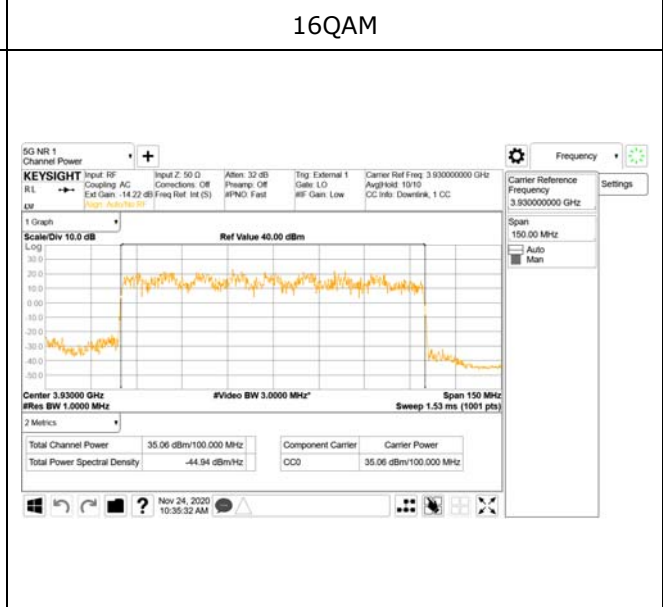 16QAM
5G NR 1
Channel Power
+
Frequency
KEYSIGHT
Input: RF
Input Z: 50 Ω
Atten: 32 dB
Trig: External 1
Carrier Ref Freq: 3.930000000 GHz
RL
Coupling: AC
Corrections: Off
Preamp: Off
Gate: LO
Avg|Hold: 10/10
Ext Gain: -14.22 dB
Freq Ref: Int (S)
#PNO: Fast
#IF Gain: Low
CC Info: Downlink, 1 CC
Align: Auto/No RF
Carrier Reference
Frequency
3.930000000 GHz
Settings
Span
150.00 MHz
Auto
Man
1 Graph
Scale/Div 10.0 dB
Ref Value 40.00 dBm
Log
30.0
20.0
10.0
0.00
-10.0
-20.0
-30.0
-40.0
-50.0
Center 3.93000 GHz
#Video BW 3.0000 MHz*
Span 150 MHz
#Res BW 1.0000 MHz
Sweep 1.53 ms (1001 pts)
2 Metrics
Total Channel Power
35.06 dBm/100.000 MHz
Component Carrier
Carrier Power
Total Power Spectral Density
-44.94 dBm/Hz
CC0
35.06 dBm/100.000 MHz
?
Nov 24, 2020
10:35:32 AM